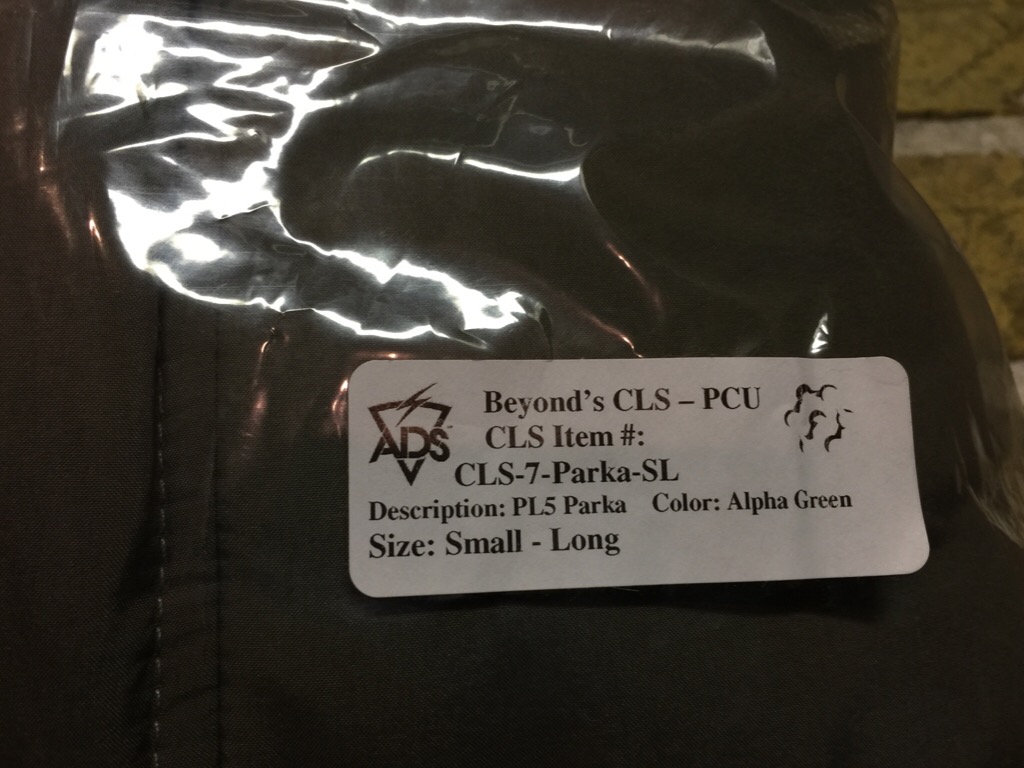 ADS
Beyond's CLS – PCU
CLS Item #:
CLS-7-Parka-SL
Description: PL5 Parka Color: Alpha Green
Size: Small - Long